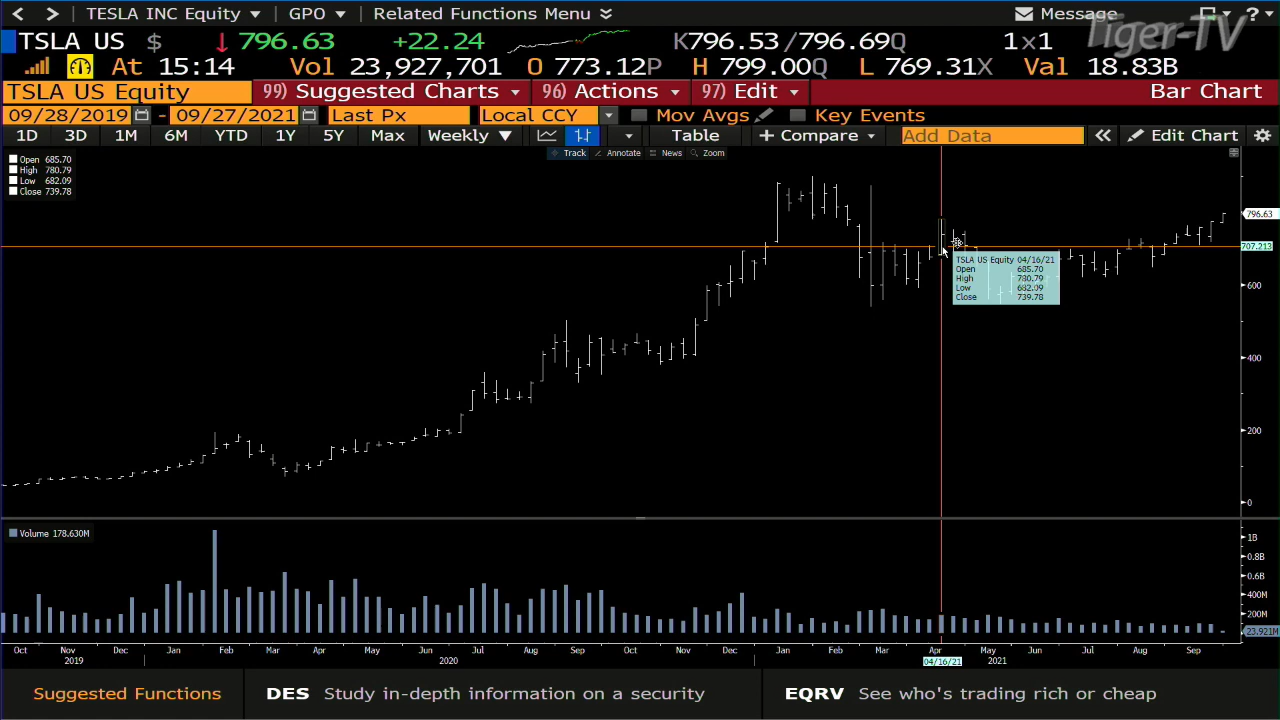 TESLA INC Equity GPO Related Functions Menu Message ?
Tiger-TV
TSLA US $ ↓ 796.63 +22.24 K796.53/796.69Q 1x1
At 15:14 Vol 23,927,701 O 773.12P H 799.00Q L 769.31X Val 18.83B
TSLA US Equity 99) Suggested Charts 96) Actions 97) Edit Bar Chart
09/28/2019 - 09/27/2021 Last Px Local CCY Mov Avgs Key Events
1D 3D 1M 6M YTD 1Y 5Y Max Weekly ▼ Table + Compare Add Data « Edit Chart
Track Annotate News Zoom
Open 685.70
High 780.79
Low 682.09
Close 739.78
796.63
707.213
TSLA US Equity 04/16/21
Open 685.70
High 780.79
Low 682.09
Close 739.78
600
400
200
0
Volume 178.630M
1B
0.8B
0.6B
400M
200M
23.921M
Oct Nov Dec Jan Feb Mar Apr May Jun Jul Aug Sep Oct Nov Dec Jan Feb Mar Apr May Jun Jul Aug Sep
2019 2020 04/16/21 2021
Suggested Functions DES Study in-depth information on a security EQRV See who's trading rich or cheap